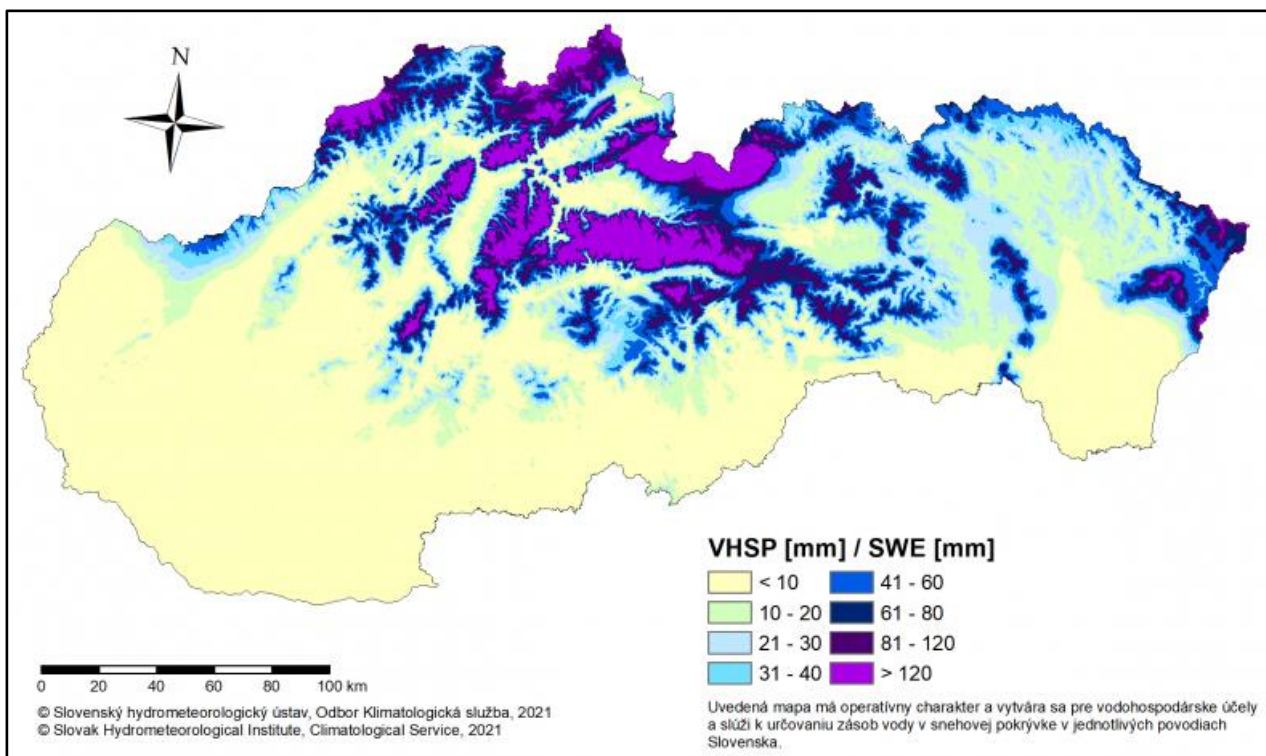 N
VHSP [mm] / SWE [mm]
< 10
41 - 60
10 - 20
61 - 80
21 - 30
81 - 120
31 - 40
> 120
0 20 40 60 80 100 km
© Slovenský hydrometeorologický ústav, Odbor Klimatologická služba, 2021
© Slovak Hydrometeorological Institute, Climatological Service, 2021
Uvedená mapa má operatívny charakter a vytvára sa pre vodohospodárske účely
a slúži k určovaniu zásob vody v snehovej pokrývke v jednotlivých povodiach
Slovenska.